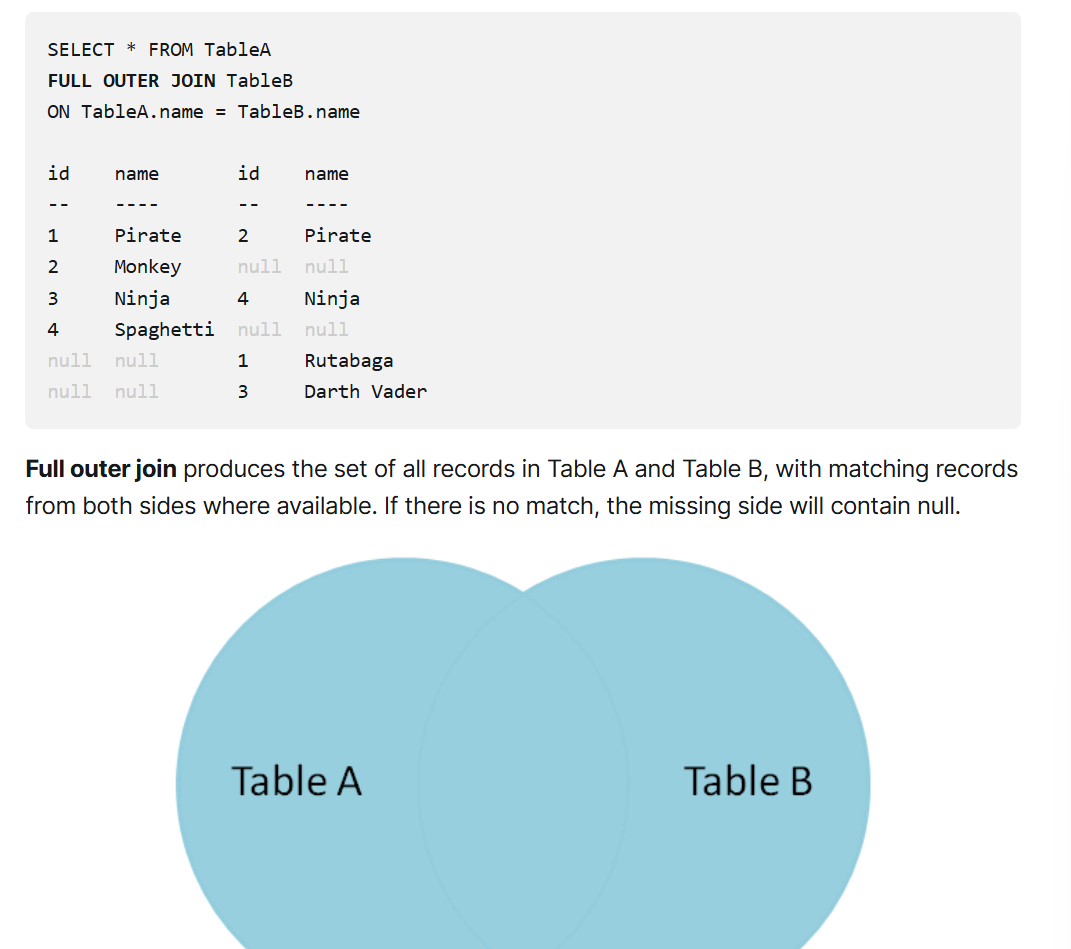 SELECT * FROM TableA
FULL OUTER JOIN TableB
ON TableA.name = TableB.name
id name id name
-- ---- -- ----
1 Pirate 2 Pirate
2 Monkey null null
3 Ninja 4 Ninja
4 Spaghetti null null
null null 1 Rutabaga
null null 3 Darth Vader
Full outer join produces the set of all records in Table A and Table B, with matching records
from both sides where available. If there is no match, the missing side will contain null.
Table A Table B